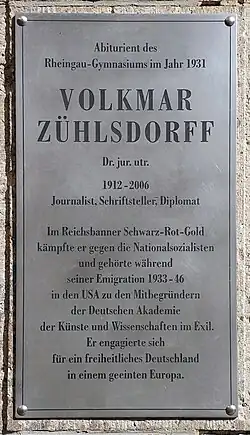 Abiturient des
Rheingau-Gymnasiums im Jahr 1931
VOLKMAR
ZÜHLSDORFF
Dr. jur. utr.
1912-2006
Journalist, Schriftsteller, Diplomat
Im Reichsbanner Schwarz-Rot-Gold
kämpfte er gegen die Nationalsozialisten
und gehörte während
seiner Emigration 1933-46
in den USA zu den Mitbegründern
der Deutschen Akademie
der Künste und Wissenschaften im Exil.
Er engagierte sich
für ein freiheitliches Deutschland
in einem geeinten Europa.